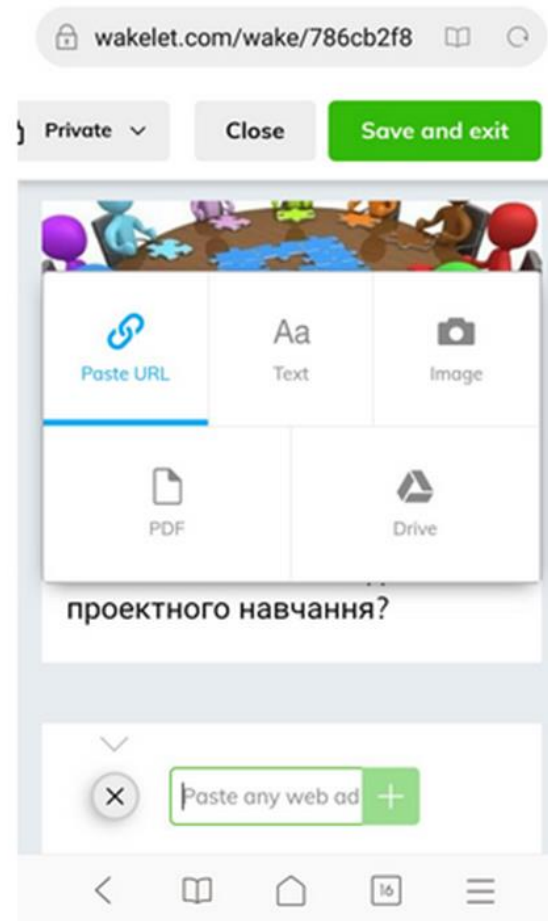 wakelet.com/wake/786cb2f8
Private
Close
Save and exit
Paste URL
Aa
Text
Image
PDF
Drive
проектного навчання?
Paste any web ad
16